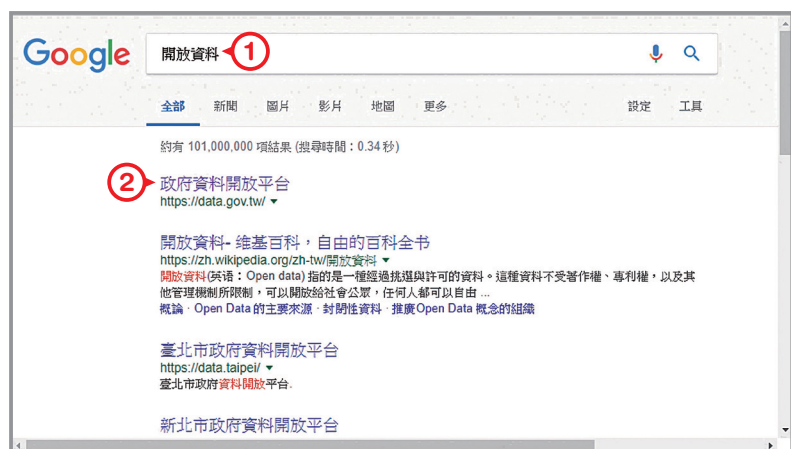 Google
開放資料
1
全部 新聞 圖片 影片 地圖 更多 設定 工具
約有 101,000,000 項結果 (搜尋時間：0.34 秒)
2
政府資料開放平台
https://data.gov.tw/
開放資料- 维基百科，自由的百科全书
https://zh.wikipedia.org/zh-tw/開放資料
開放資料(英语：Open data) 指的是一種經過挑選與許可的資料。這種資料不受著作權、專利權，以及其
他管理機制所限制，可以開放給社會公眾，任何人都可以自由 ...
概論 · Open Data 的主要來源 · 封閉性資料 · 推廣Open Data 概念的組織
臺北市政府資料開放平台
https://data.taipei/
臺北市政府資料開放平台.
新北市政府資料開放平台